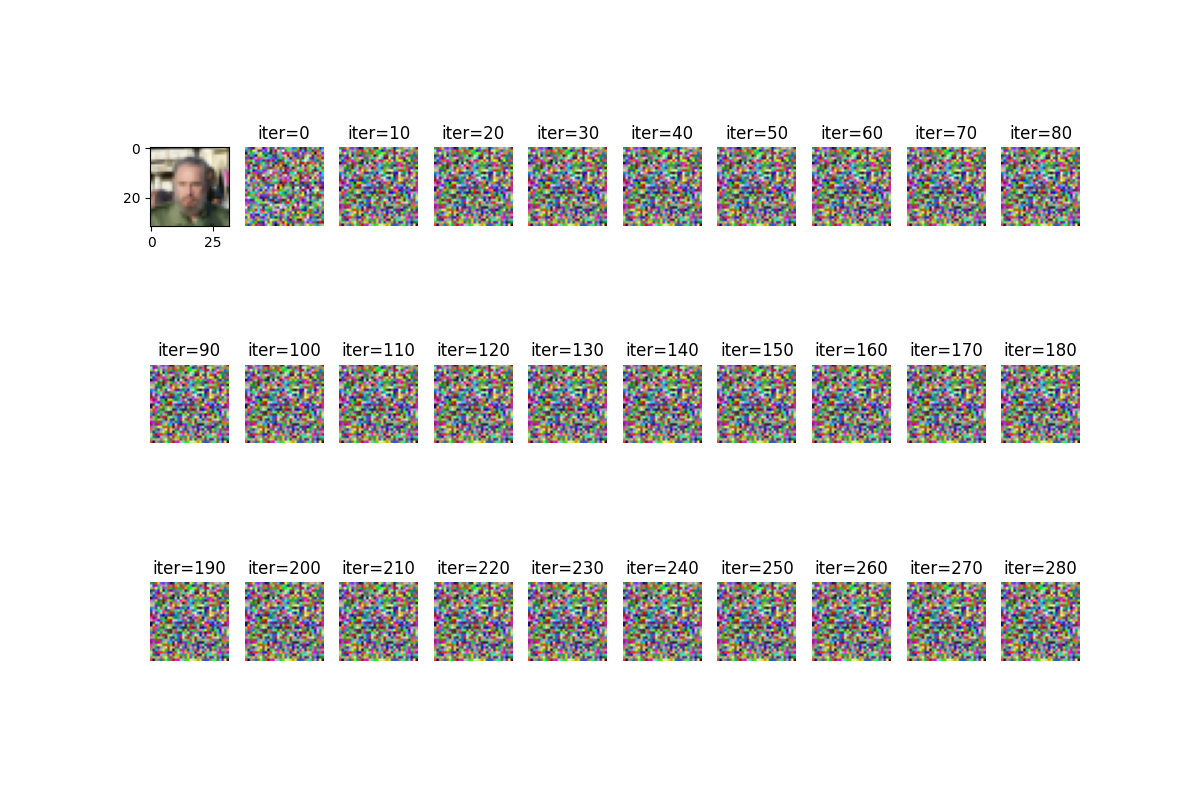 iter=0 iter=10 iter=20 iter=30 iter=40 iter=50 iter=60 iter=70 iter=80
0
20
0 25
iter=90 iter=100 iter=110 iter=120 iter=130 iter=140 iter=150 iter=160 iter=170 iter=180
iter=190 iter=200 iter=210 iter=220 iter=230 iter=240 iter=250 iter=260 iter=270 iter=280